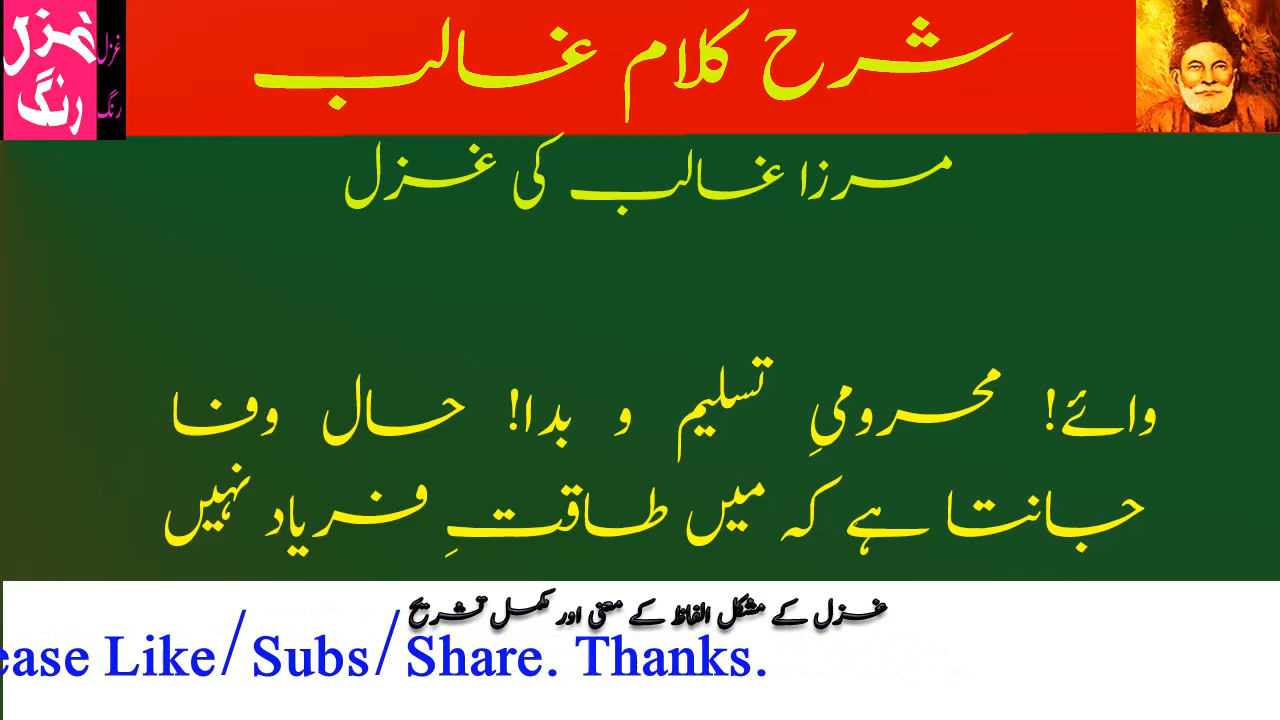 شرح کلام غالب
غزل
رنگ
غزل
رنگ
مرزا غالب کی غزل
وائے! محرومیِ تسلیم و بدا! حال وفا
جانتا ہے کہ میں طاقتِ فریاد نہیں
غزل کے مشکل الفاظ کے معنی اور مکمل تشریح
ease Like/Subs/Share. Thanks.